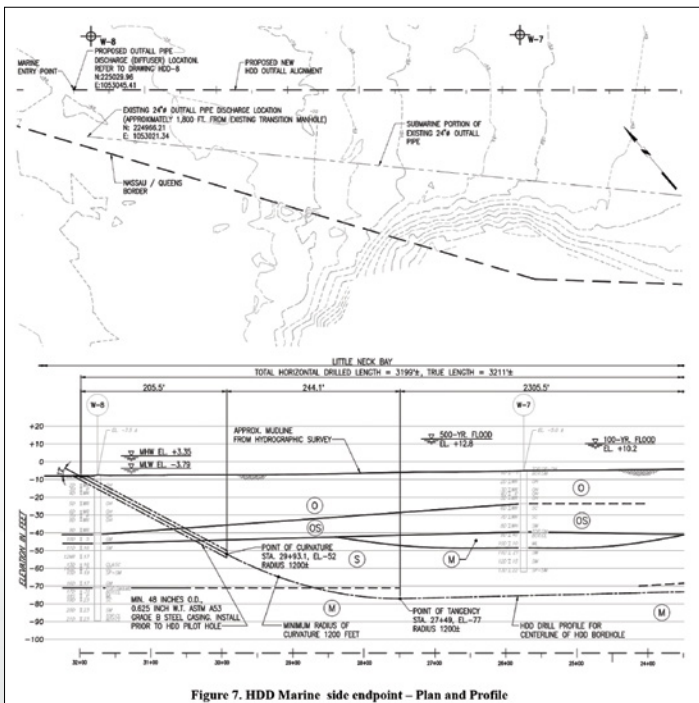 W-8
W-7
PROPOSED OUTFALL PIPE
DISCHARGE (DIFFUSER) LOCATION.
REFER TO DRAWING HDD-8
N:225029.96
E:1053045.41
MARINE
ENTRY POINT
PROPOSED NEW
HDD OUTFALL ALIGNMENT
EXISTING 24"ø OUTFALL PIPE DISCHARGE LOCATION
(APPROXIMATELY 1,800 FT. FROM EXISTING TRANSITION MANHOLE)
N: 224966.21
E: 1053021.34
SUBMARINE PORTION OF
EXISTING 24"ø OUTFALL
PIPE
NASSAU / QUEENS
BORDER
LITTLE NECK BAY
TOTAL HORIZONTAL DRILLED LENGTH = 3199'±, TRUE LENGTH = 3211'±
205.5'
244.1'
2305.5'
W-8
W-7
APPROX. MUDLINE
FROM HYDROGRAPHIC SURVEY
500-YR. FLOOD
EL. +12.8
100-YR. FLOOD
EL. +10.2
MHW EL. +3.35
MLW EL. -3.79
ELEVATION IN FEET
+20
+10
0
-10
-20
-30
-40
-50
-60
-70
-80
-90
-100
O
O
OS
OS
S
M
M
M
POINT OF CURVATURE
STA. 29+93.1, EL.-52
RADIUS 1200±
MIN. 48 INCHES O.D.,
0.625 INCH W.T. ASTM A53
GRADE B STEEL CASING. INSTALL
PRIOR TO HDD PILOT HOLE
MINIMUM RADIUS OF
CURVATURE 1200 FEET
POINT OF TANGENCY
STA. 27+49, EL.-77
RADIUS 1200±
HDD DRILL PROFILE FOR
CENTERLINE OF HDD BOREHOLE
32+00
31+00
30+00
29+00
28+00
27+00
26+00
25+00
24+00
Figure 7. HDD Marine side endpoint – Plan and Profile